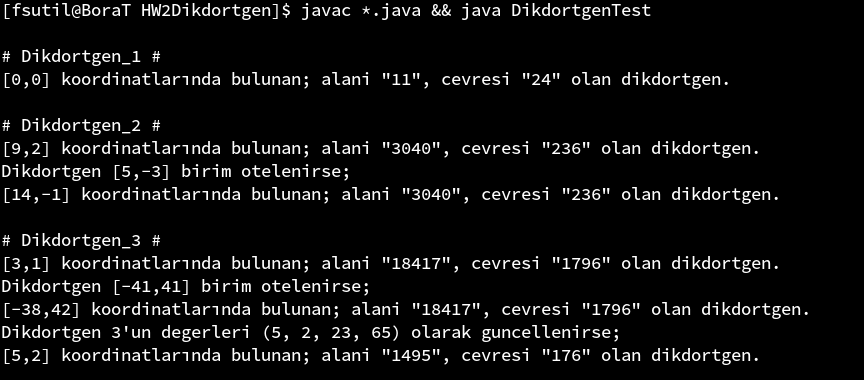 [fsutil@BoraT HW2Dikdortgen]$ javac *.java && java DikdortgenTest
# Dikdortgen_1 #
[0,0] koordinatlarında bulunan; alani "11", cevresi "24" olan dikdortgen.
# Dikdortgen_2 #
[9,2] koordinatlarında bulunan; alani "3040", cevresi "236" olan dikdortgen.
Dikdortgen [5,-3] birim otelenirse;
[14,-1] koordinatlarında bulunan; alani "3040", cevresi "236" olan dikdortgen.
# Dikdortgen_3 #
[3,1] koordinatlarında bulunan; alani "18417", cevresi "1796" olan dikdortgen.
Dikdortgen [-41,41] birim otelenirse;
[-38,42] koordinatlarında bulunan; alani "18417", cevresi "1796" olan dikdortgen.
Dikdortgen 3'un degerleri (5, 2, 23, 65) olarak guncellenirse;
[5,2] koordinatlarında bulunan; alani "1495", cevresi "176" olan dikdortgen.